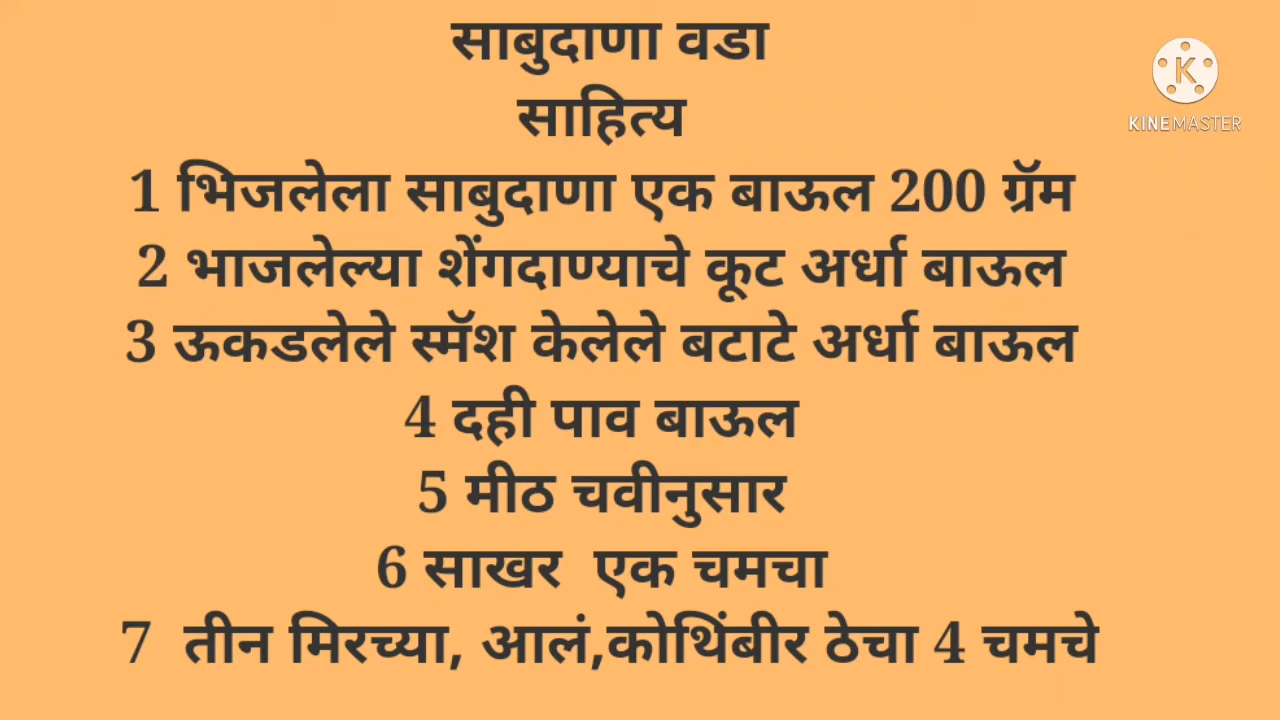 साबुदाणा वडा
साहित्य
1 भिजलेला साबुदाणा एक बाऊल 200 ग्रॅम
2 भाजलेल्या शेंगदाण्याचे कूट अर्धा बाऊल
3 ऊकडलेले स्मॅश केलेले बटाटे अर्धा बाऊल
4 दही पाव बाऊल
5 मीठ चवीनुसार
6 साखर  एक चमचा
7  तीन मिरच्या, आलं,कोथिंबीर ठेचा 4 चमचे
K
KINEMASTER